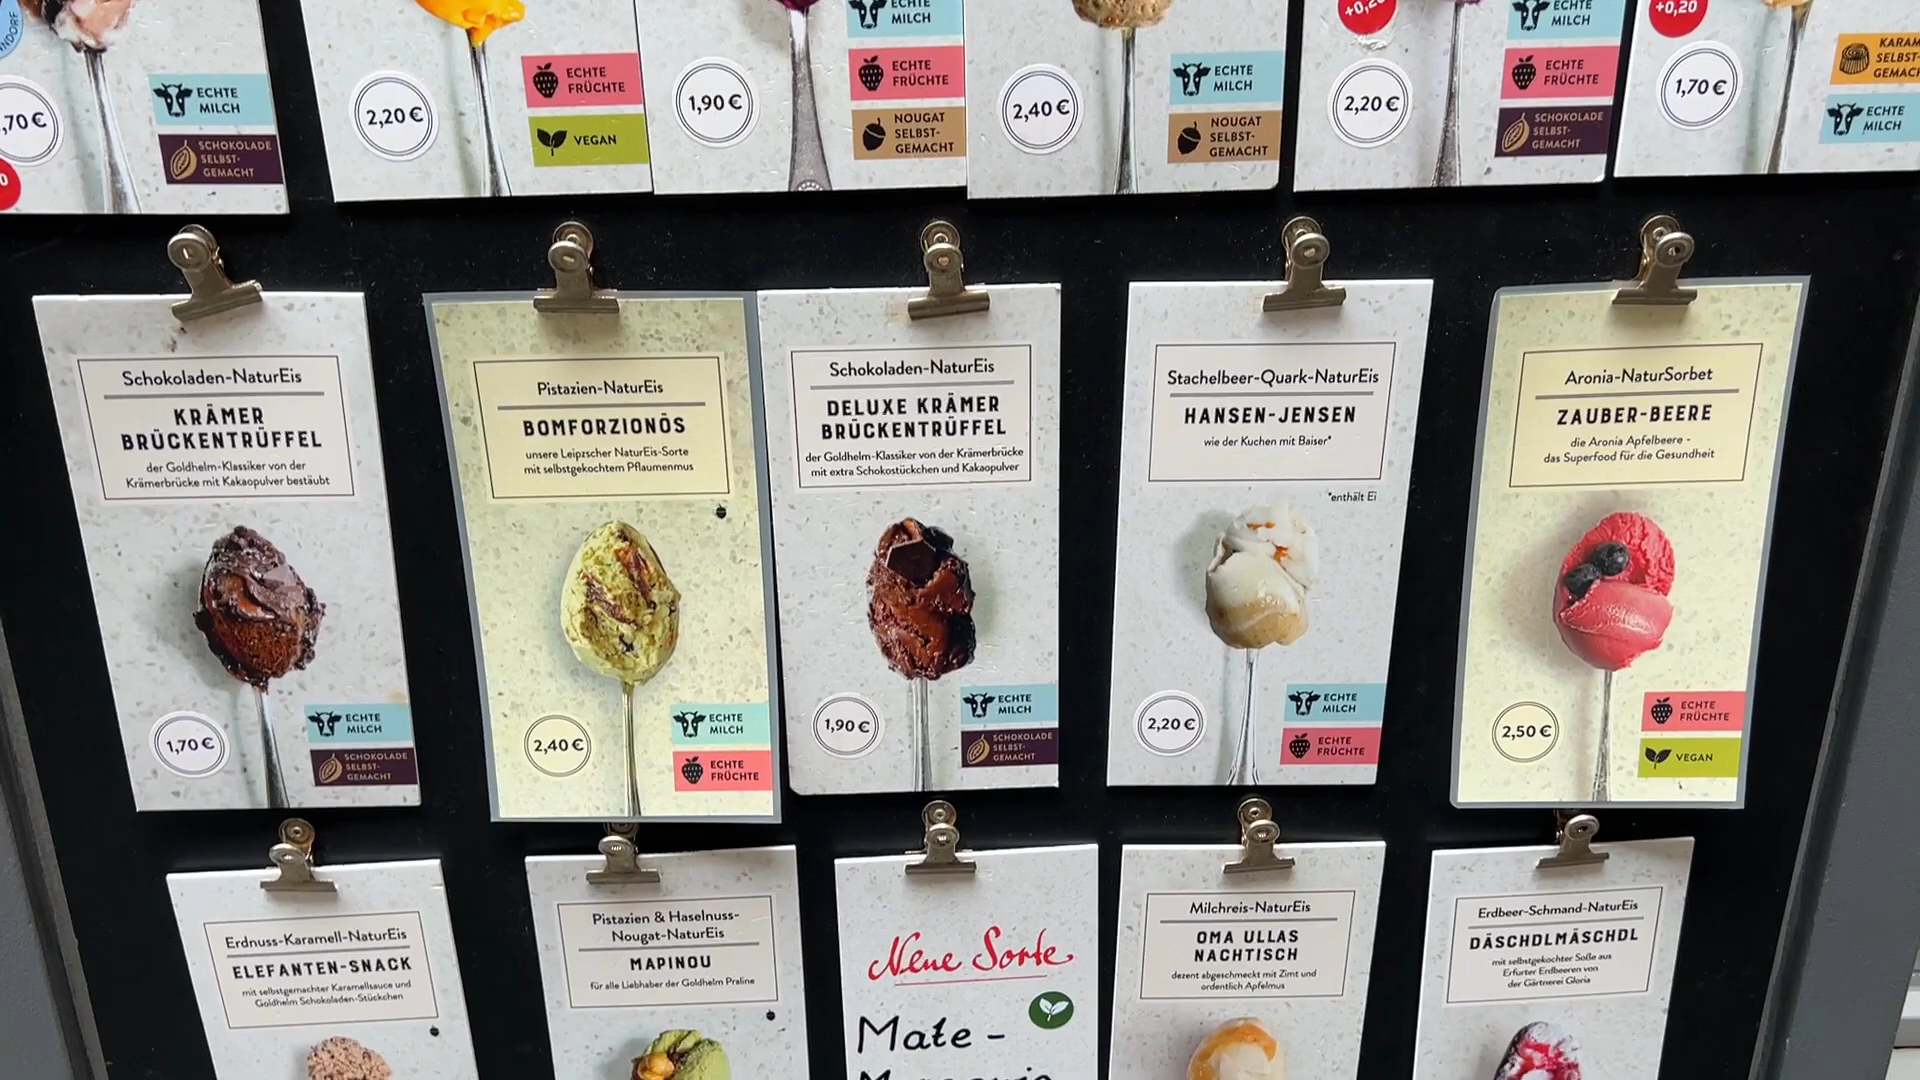 ECHTE
MILCH
SCHOKOLADE
SELBST-
GEMACHT
2,20 €
ECHTE
FRÜCHTE
VEGAN
1,90 €
ECHTE
MILCH
ECHTE
FRÜCHTE
NOUGAT
SELBST-
GEMACHT
2,40 €
ECHTE
MILCH
NOUGAT
SELBST-
GEMACHT
+0,20
2,20 €
ECHTE
MILCH
ECHTE
FRÜCHTE
SCHOKOLADE
SELBST-
GEMACHT
+0,20
1,70 €
ECHTE
MILCH
Schokoladen-NaturEis
KRÄMER
BRÜCKENTRÜFFEL
der Goldhelm-Klassiker von der
Krämerbrücke mit Kakaopulver bestäubt
1,70 €
ECHTE
MILCH
SCHOKOLADE
SELBST-
GEMACHT
Pistazien-NaturEis
BOMFORZIONÖS
unsere Leipzscher NaturEis-Sorte
mit selbstgekochtem Pflaumenmus
2,40 €
ECHTE
MILCH
ECHTE
FRÜCHTE
Schokoladen-NaturEis
DELUXE KRÄMER
BRÜCKENTRÜFFEL
der Goldhelm-Klassiker von der Krämerbrücke
mit extra Schokostückchen und Kakaopulver
1,90 €
ECHTE
MILCH
SCHOKOLADE
SELBST-
GEMACHT
Stachelbeer-Quark-NaturEis
HANSEN-JENSEN
wie der Kuchen mit Baiser*
*enthält Ei
2,20 €
ECHTE
MILCH
ECHTE
FRÜCHTE
Aronia-NaturSorbet
ZAUBER-BEERE
die Aronia Apfelbeere -
das Superfood für die Gesundheit
2,50 €
ECHTE
FRÜCHTE
VEGAN
Erdnuss-Karamell-NaturEis
ELEFANTEN-SNACK
mit selbstgemachter Karamellsauce und
Goldhelm Schokoladen-Stückchen
Pistazien & Haselnuss-
Nougat-NaturEis
MAPINOU
für alle Liebhaber der Goldhelm Praline
Neue Sorte
Mate -
Milchreis-NaturEis
OMA ULLAS
NACHTISCH
dezent abgeschmeckt mit Zimt und
ordentlich Apfelmus
Erdbeer-Schmand-NaturEis
DÄSCHDLMÄSCHDL
mit selbstgekochter Soße aus
Erfurter Erdbeeren von
der Gärtnerei Gloria